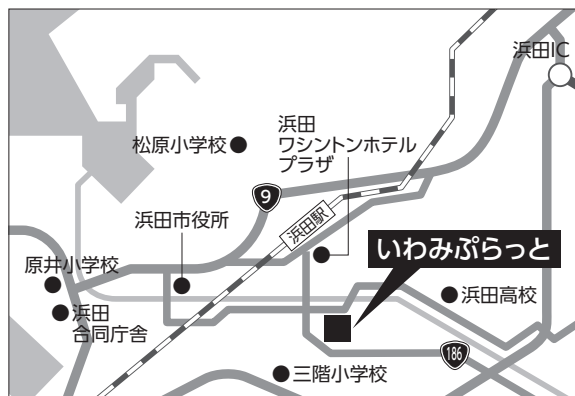 浜田IC
浜田
ワシントンホテル
プラザ
松原小学校
9
浜田駅
浜田市役所
いわみぷらっと
原井小学校
浜田高校
浜田
合同庁舎
186
三階小学校